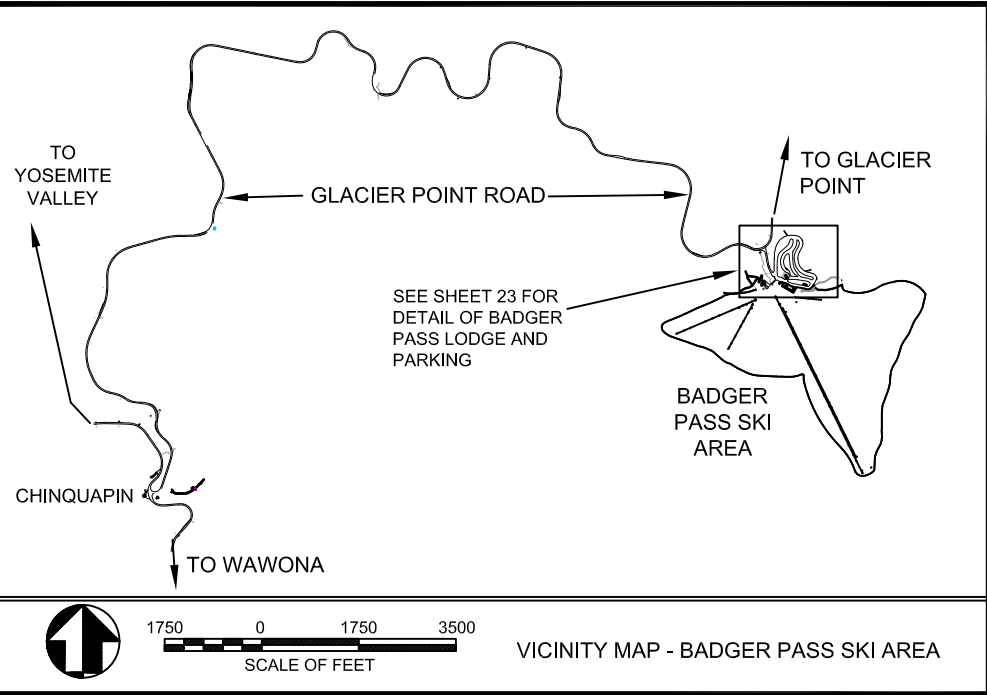 TO
YOSEMITE
VALLEY
GLACIER POINT ROAD
TO GLACIER
POINT
SEE SHEET 23 FOR
DETAIL OF BADGER
PASS LODGE AND
PARKING
BADGER
PASS SKI
AREA
CHINQUAPIN
TO WAWONA
1750 0 1750 3500
SCALE OF FEET
VICINITY MAP - BADGER PASS SKI AREA